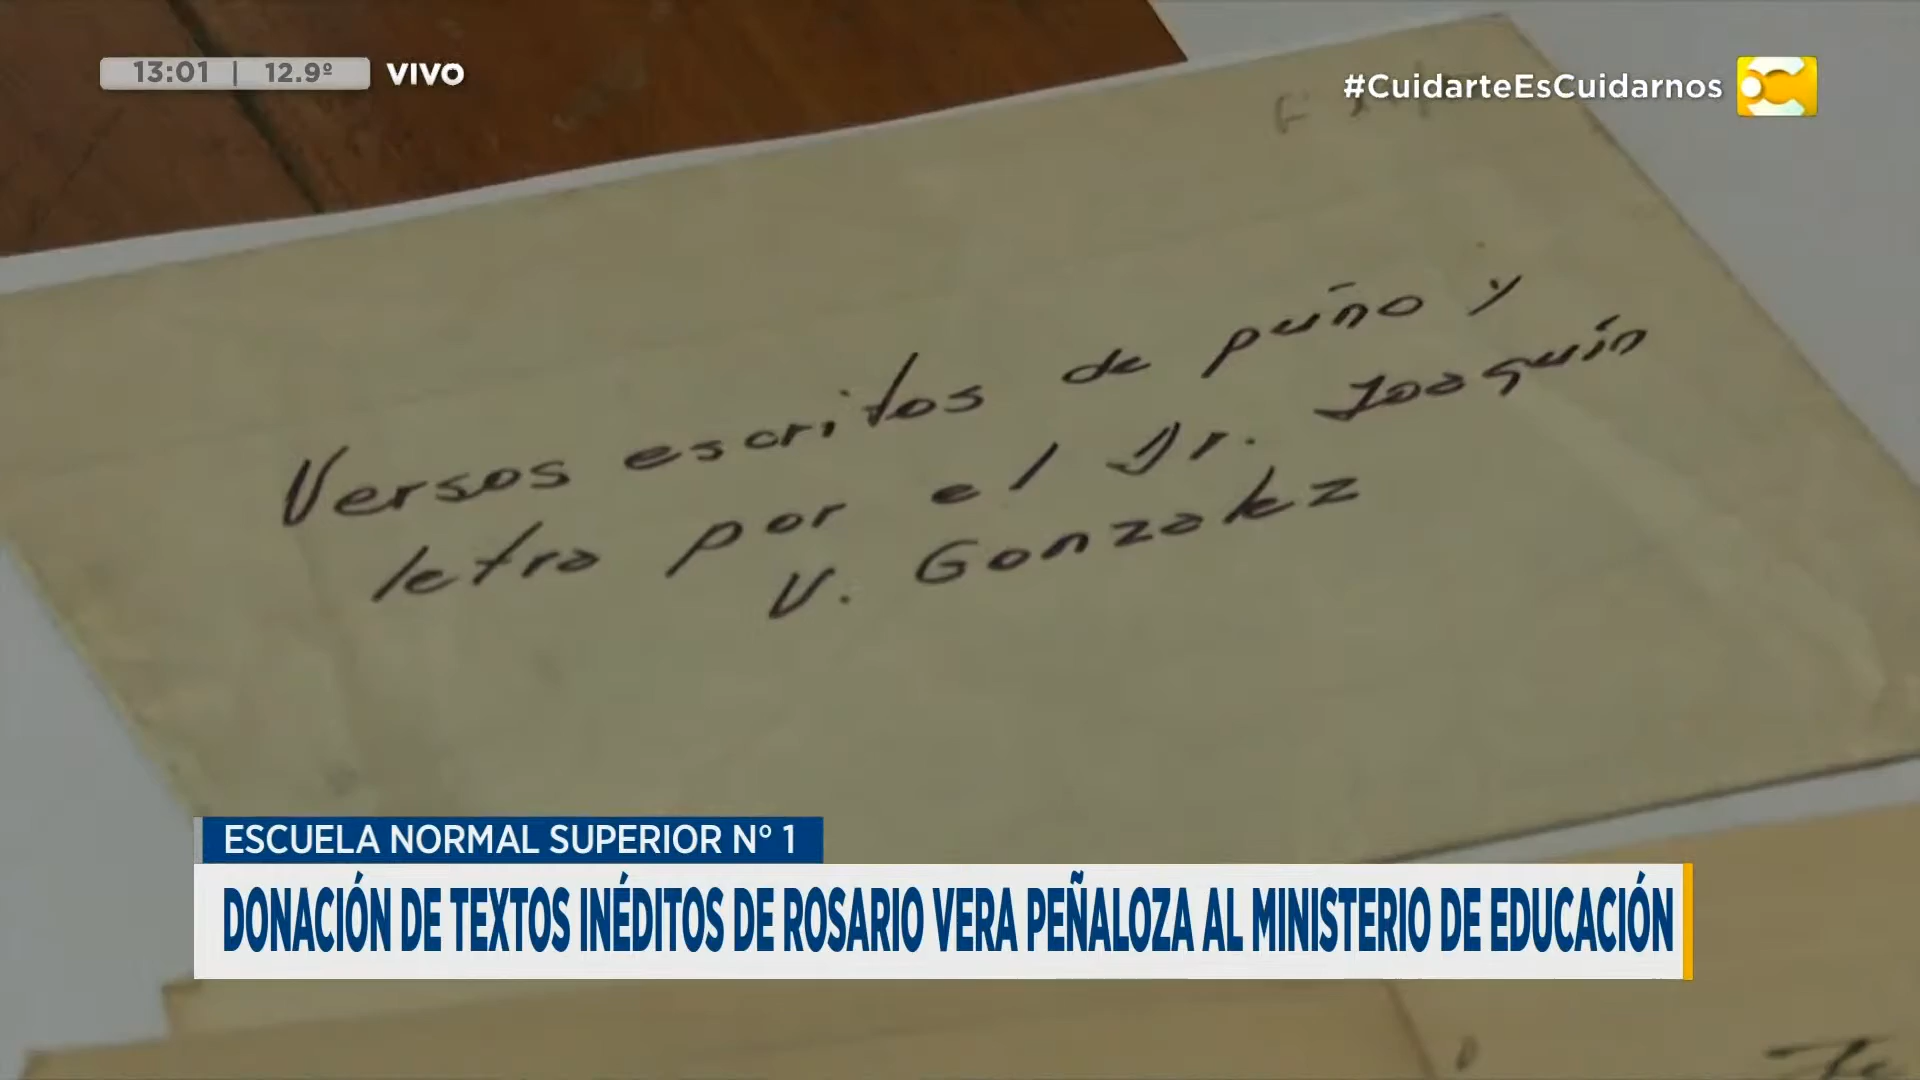 13:01 | 12.9º VIVO
#CuidarteEsCuidarnos
Versos escritos de puño y
letra por el Dr. Joaquín
V. Gonzalez
ESCUELA NORMAL SUPERIOR N° 1
DONACIÓN DE TEXTOS INÉDITOS DE ROSARIO VERA PEÑALOZA AL MINISTERIO DE EDUCACIÓN